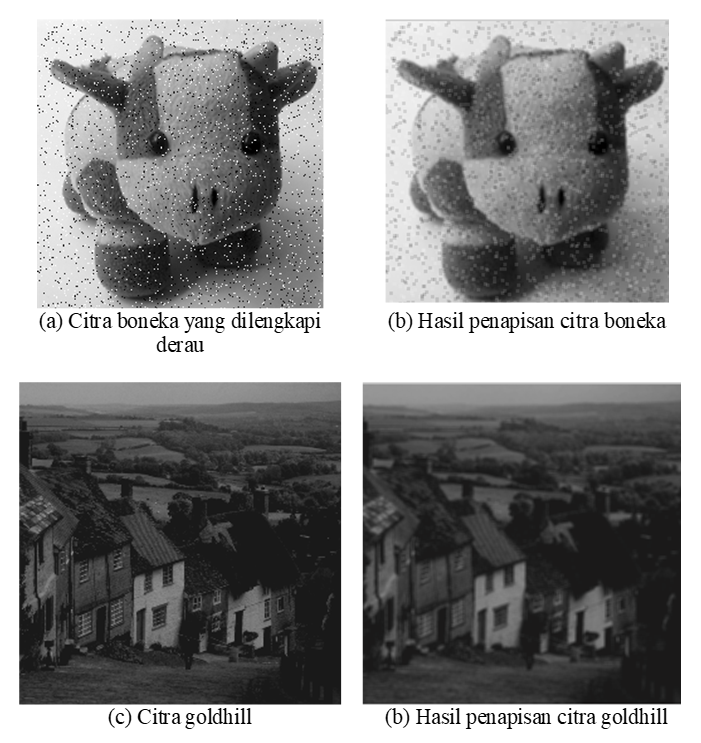 (a) Citra boneka yang dilengkapi
derau
(b) Hasil penapisan citra boneka
(c) Citra goldhill
(b) Hasil penapisan citra goldhill